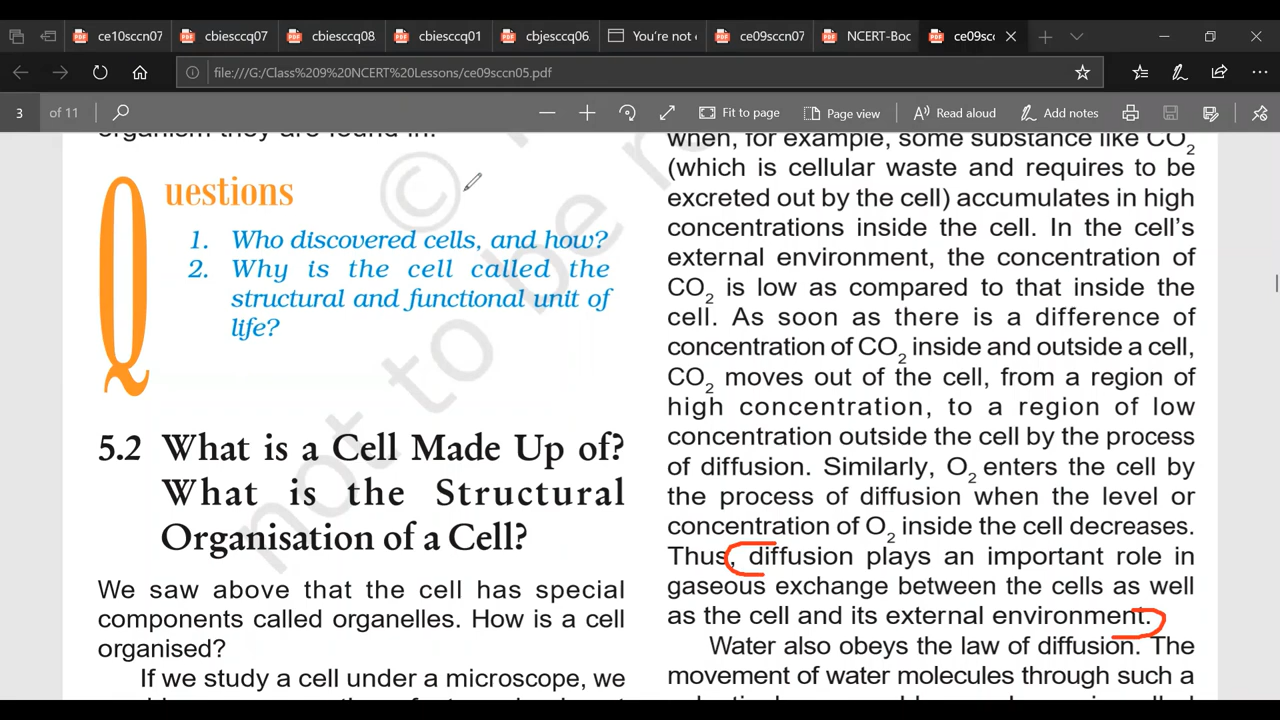 ce10sccn07
cbiesccq07
cbiesccq08
cbiesccq01
cbjesccq06
You're not
ce09sccn07
NCERT-Boc
ce09sc
file:///G:/Class%209%20NCERT%20Lessons/ce09sccn05.pdf
3 of 11
Fit to page
Page view
Read aloud
Add notes
organism they are found in.
Questions
1. Who discovered cells, and how?
2. Why is the cell called the
structural and functional unit of
life?
5.2 What is a Cell Made Up of?
What is the Structural
Organisation of a Cell?
We saw above that the cell has special
components called organelles. How is a cell
organised?
If we study a cell under a microscope, we
when, for example, some substance like CO2
(which is cellular waste and requires to be
excreted out by the cell) accumulates in high
concentrations inside the cell. In the cell's
external environment, the concentration of
CO2 is low as compared to that inside the
cell. As soon as there is a difference of
concentration of CO2 inside and outside a cell,
CO2 moves out of the cell, from a region of
high concentration, to a region of low
concentration outside the cell by the process
of diffusion. Similarly, O2 enters the cell by
the process of diffusion when the level or
concentration of O2 inside the cell decreases.
Thus, diffusion plays an important role in
gaseous exchange between the cells as well
as the cell and its external environment.
Water also obeys the law of diffusion. The
movement of water molecules through such a
©
not to be r